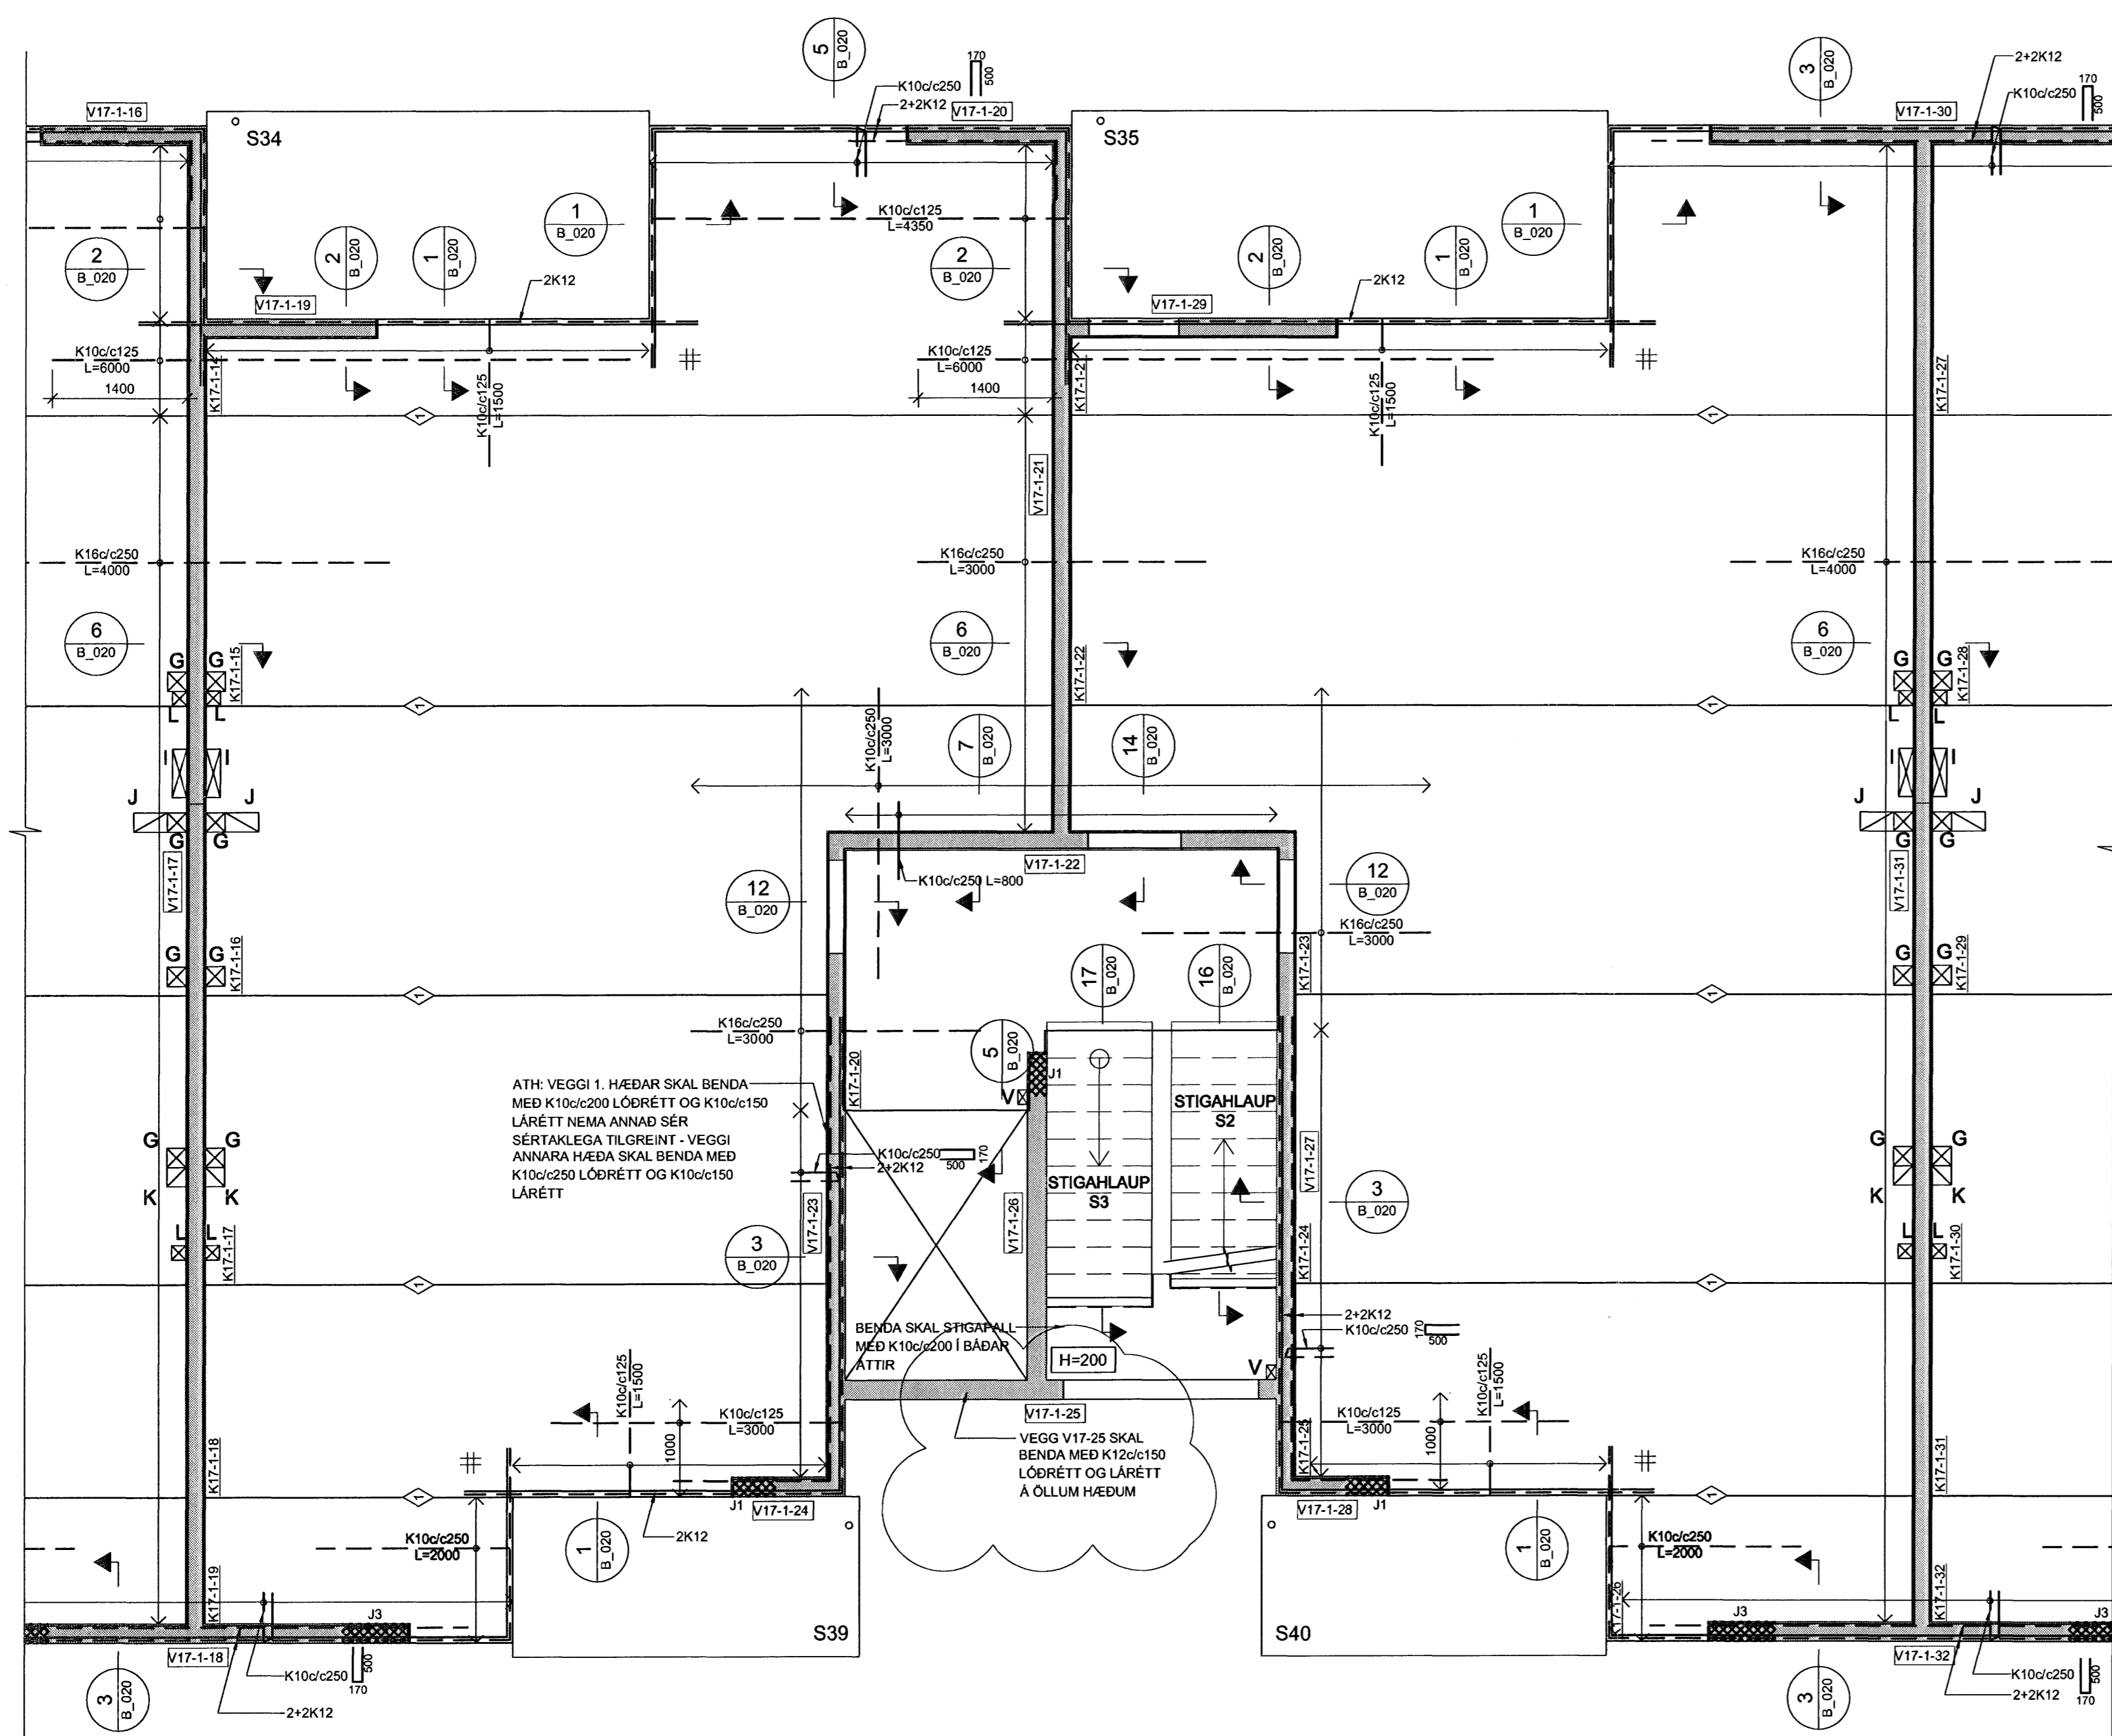 5
B_020
170
500
K10c/c250
2+2K12
V17-1-20
3
B_020
2+2K12
K10c/c250
170
500
V17-1-16
V17-1-30
S34
S35
1
B_020
1
B_020
2
B_020
2
B_020
1
B_020
K10c/c125
L=4350
2
B_020
2
B_020
1
B_020
V17-1-19
2K12
V17-1-29
2K12
K10c/c125
L=6000
1400
K17-1-14
K10c/c125
L=1500
K10c/c125
L=6000
1400
K17-1-21
K10c/c125
L=1500
K17-1-27
1
1
V17-1-21
K16c/c250
L=4000
K16c/c250
L=3000
K16c/c250
L=4000
6
B_020
6
B_020
6
B_020
G
G
K17-1-15
L
L
K17-1-22
G
G
K17-1-28
L
L
1
1
K10c/c250
L=3000
7
B_020
14
B_020
I
I
J
J
G
G
I
I
J
J
G
G
V17-1-17
V17-1-22
V17-1-31
K10c/c250 L=800
12
B_020
12
B_020
K16c/c250
L=3000
G
G
K17-1-16
K17-1-23
G
G
K17-1-29
17
B_020
16
B_020
1
1
K16c/c250
L=3000
5
B_020
K17-1-20
J1
V
ATH: VEGGI 1. HÆÐAR SKAL BENDA
MEÐ K10c/c200 LÓÐRÉTT OG K10c/c150
LÁRÉTT NEMA ANNAÐ SÉR
SÉRTAKLEGA TILGREINT - VEGGI
ANNARA HÆÐA SKAL BENDA MEÐ
K10c/c250 LÓÐRÉTT OG K10c/c150
LÁRÉTT
STIGAHLAUP
S2
K10c/c250
2+2K12
500
170
STIGAHLAUP
S3
V17-1-27
G
G
K
K
G
G
K
K
V17-1-23
V17-1-26
3
B_020
3
B_020
L
L
K17-1-17
K17-1-24
L
L
K17-1-30
1
1
2+2K12
K10c/c250
170
500
BENDA SKAL STIGAPALL
MEÐ K10c/c200 Í BÁÐAR
ÁTTIR
H=200
V
K10c/c125
L=1500
K10c/c125
L=3000
1000
V17-1-25
VEGG V17-25 SKAL
BENDA MEÐ K12c/c150
LÓÐRÉTT OG LÁRÉTT
Á ÖLLUM HÆÐUM
K17-1-25
K10c/c125
L=3000
1000
K10c/c125
L=1500
K17-1-18
K17-1-31
1
1
J1
V17-1-24
V17-1-28
J1
2K12
1
B_020
1
B_020
K10c/c250
L=2000
K10c/c250
L=2000
K17-1-19
K17-1-32
J3
S39
S40
J3
J3
V17-1-18
V17-1-32
K10c/c250
500
170
2+2K12
3
B_020
3
B_020
K10c/c250
500
170
2+2K12